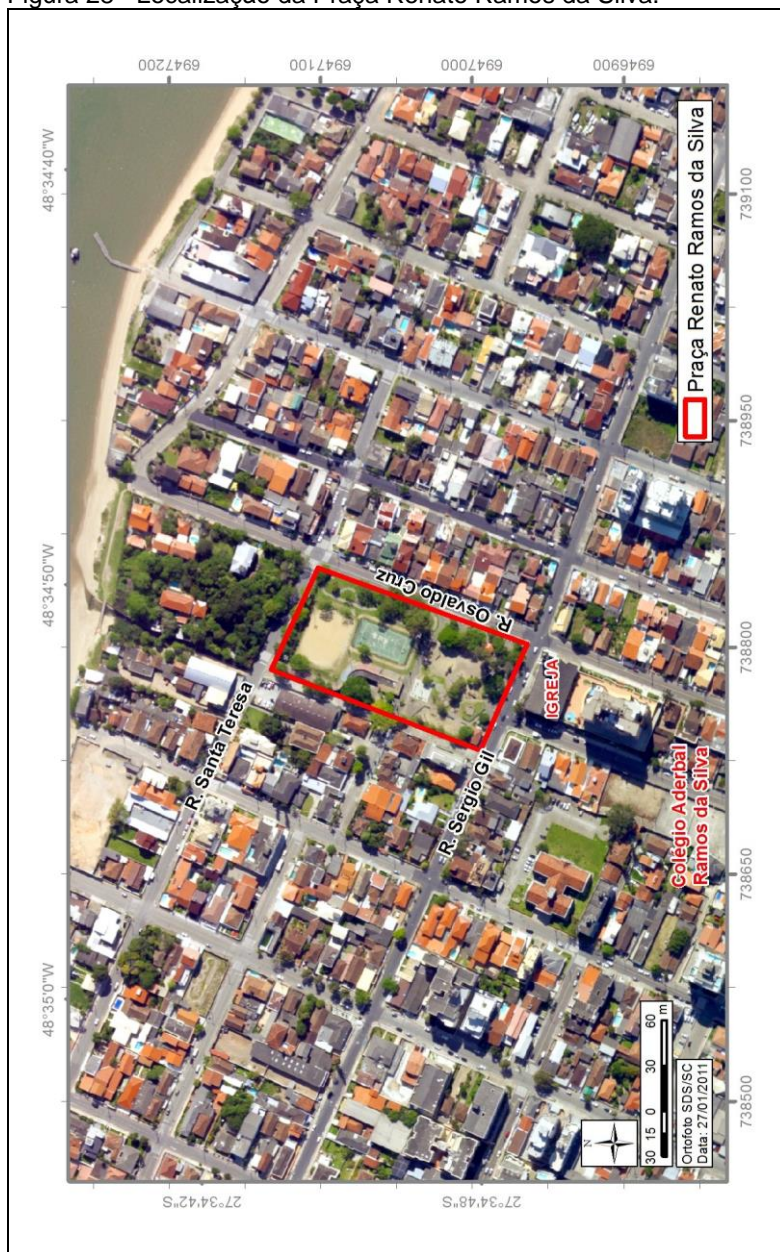 Figura 28 - Localização da Praça Renato Ramos da Silva.
48°35'0"W
48°34'50"W
48°34'40"W
27°34'42"S
27°34'48"S
6947200
6947100
6947000
6946900
R. Santa Teresa
R. Osvaldo Cruz
R. Sergio Gil
IGREJA
Colégio Aderbal
Ramos da Silva
N
30 15 0 30 60
m
Ortofoto SDS/SC
Data: 27/01/2011
Praça Renato Ramos da Silva
738500
738650
738800
738950
739100